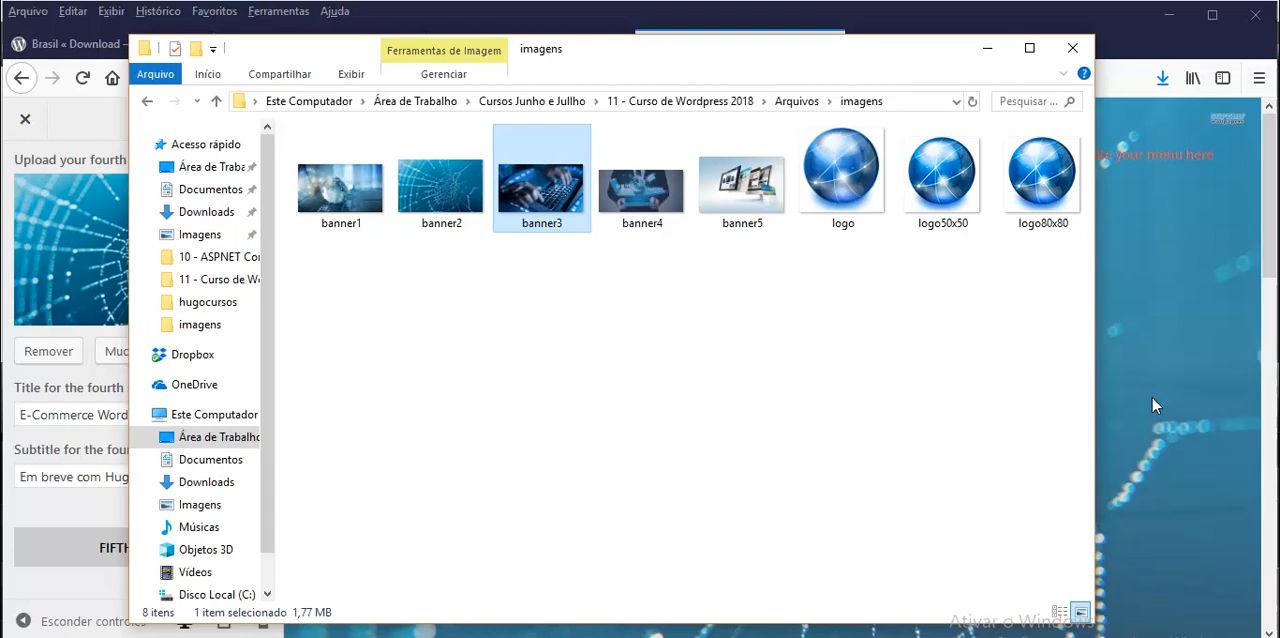 Arquivo Editar Exibir Histórico Favoritos Ferramentas Ajuda
Brasil « Download –
Ferramentas de Imagem imagens
Arquivo Início Compartilhar Exibir Gerenciar
Este Computador > Área de Trabalho > Cursos Junho e Jullho > 11 - Curso de Wordpress 2018 > Arquivos > imagens
Pesquisar ...
Upload your fourth
your menu here
Acesso rápido
Área de Traba
Documentos
Downloads
Imagens
10 - ASPNET Co
11 - Curso de W
hugocursos
imagens
Dropbox
OneDrive
Este Computador
Área de Trabalho
Documentos
Downloads
Imagens
Músicas
Objetos 3D
Vídeos
Disco Local (C:)
banner1 banner2 banner3 banner4 banner5 logo logo50x50 logo80x80
Remover Muc
Title for the fourth
E-Commerce Word
Subtitle for the fou
Em breve com Hug
FIFTH
Esconder contro
8 itens 1 item selecionado 1,77 MB
Ativar o Windows